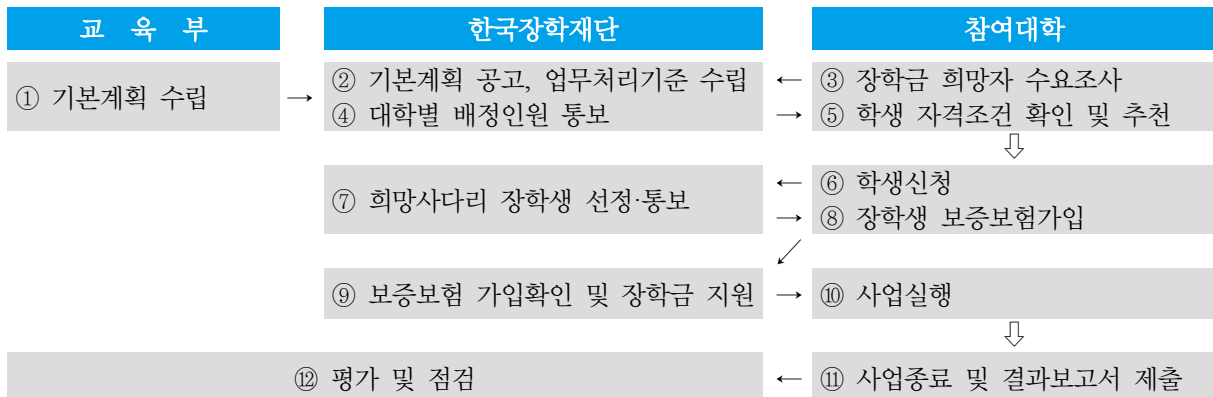 교 육 부 한국장학재단 참여대학
① 기본계획 수립 → ② 기본계획 공고, 업무처리기준 수립 ← ③ 장학금 희망자 수요조사
④ 대학별 배정인원 통보 → ⑤ 학생 자격조건 확인 및 추천
⇩
⑦ 희망사다리 장학생 선정·통보 ← ⑥ 학생신청
→ ⑧ 장학생 보증보험가입
↙
⑨ 보증보험 가입확인 및 장학금 지원 → ⑩ 사업실행
⇩
⑫ 평가 및 점검 ← ⑪ 사업종료 및 결과보고서 제출